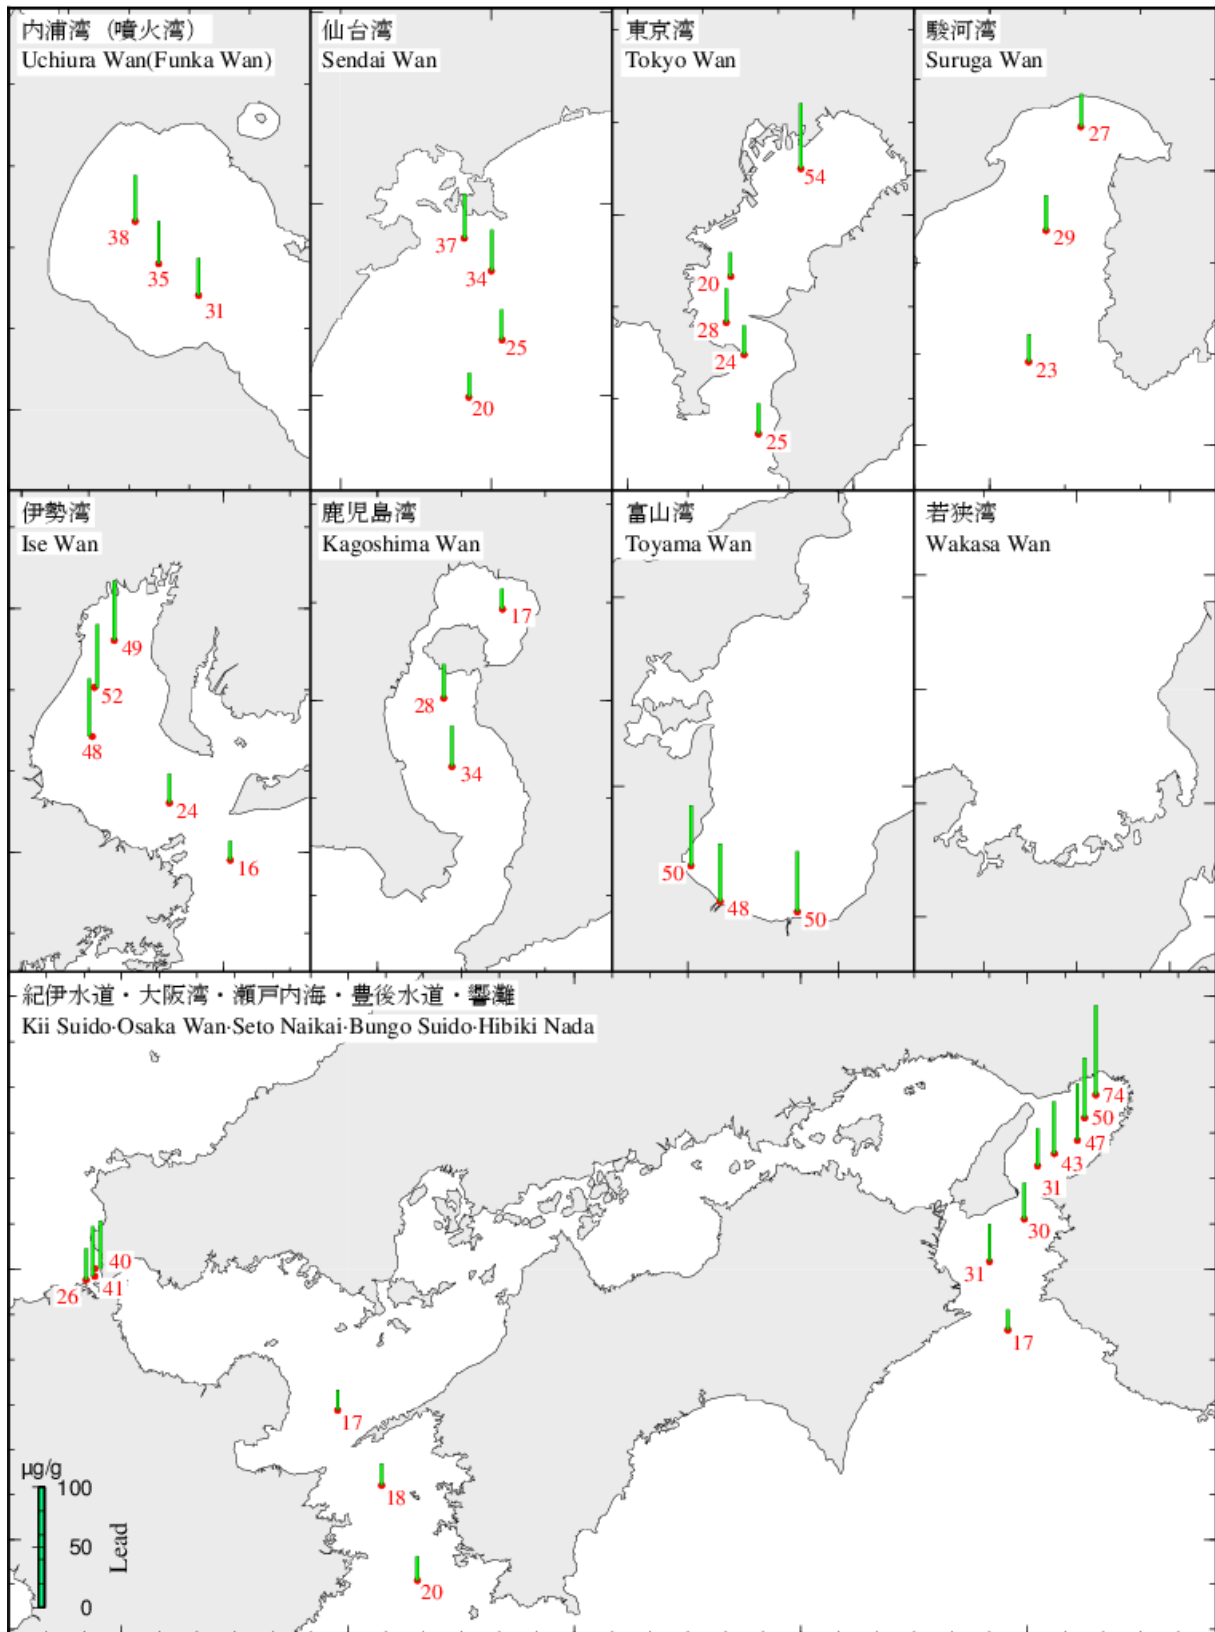 内浦湾（噴火湾）
Uchiura Wan(Funka Wan)
38
35
31
仙台湾
Sendai Wan
37
34
25
20
東京湾
Tokyo Wan
54
20
28
24
25
駿河湾
Suruga Wan
27
29
23
伊勢湾
Ise Wan
49
52
48
24
16
鹿児島湾
Kagoshima Wan
17
28
34
富山湾
Toyama Wan
50
48
50
若狭湾
Wakasa Wan
紀伊水道・大阪湾・瀬戸内海・豊後水道・響灘
Kii Suido·Osaka Wan·Seto Naikai·Bungo Suido·Hibiki Nada
74
50
47
43
31
30
31
17
40
41
26
17
18
20
µg/g
100
50
0
Lead